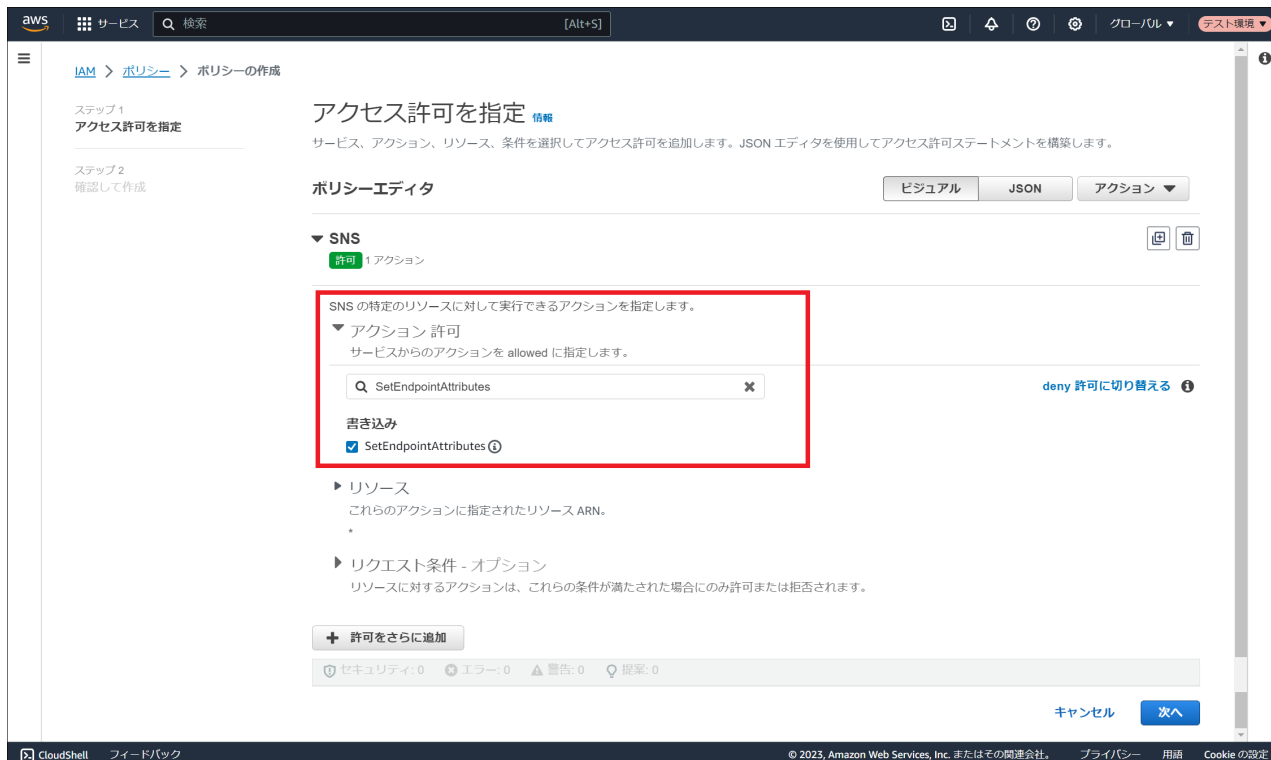 aws サービス 検索 [Alt+S] グローバル ▼ テスト環境 ▼
IAM > ポリシー > ポリシーの作成
ステップ 1
アクセス許可を指定
ステップ 2
確認して作成
アクセス許可を指定 情報
サービス、アクション、リソース、条件を選択してアクセス許可を追加します。JSON エディタを使用してアクセス許可ステートメントを構築します。
ポリシーエディタ ビジュアル JSON アクション ▼
SNS
許可 1 アクション
SNS の特定のリソースに対して実行できるアクションを指定します。
アクション 許可
サービスからのアクションを allowed に指定します。
SetEndpointAttributes
deny 許可に切り替える
書き込み
SetEndpointAttributes
リソース
これらのアクションに指定されたリソース ARN。
*
リクエスト条件 - オプション
リソースに対するアクションは、これらの条件が満たされた場合にのみ許可または拒否されます。
許可をさらに追加
セキュリティ: 0 エラー: 0 警告: 0 提案: 0
キャンセル 次へ
CloudShell フィードバック © 2023, Amazon Web Services, Inc. またはその関連会社。 プライバシー 用語 Cookie の設定